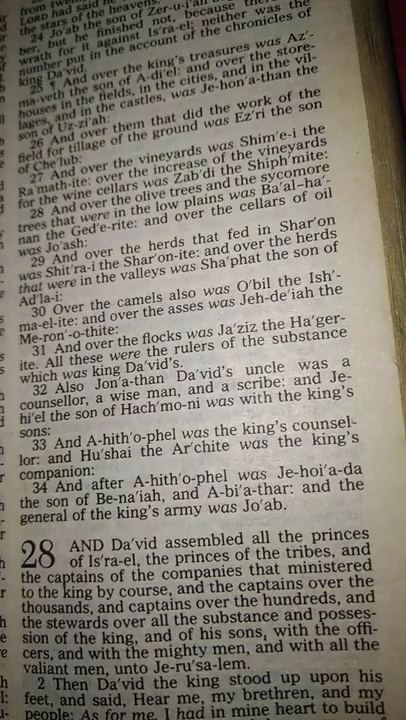 from twenty
LORD had said he
the stars of the heavens.
24 Jo'ab the son of Zer-u-i'ah
ber, but he finished not, because there
wrath for it against Is'ra-el; neither was the
number put in the account of the chronicles of
king Da'vid.
25 ¶ And over the king's treasures was Az'-
ma-veth the son of A-di'el: and over the store-
houses in the fields, in the cities, and in the vil-
lages, and in the castles, was Je-hon'a-than the
son of Uz-zi'ah:
26 And over them that did the work of the
field for tillage of the ground was Ez'ri the son
of Che'lub:
27 And over the vineyards was Shim'e-i the
Ra'math-ite: over the increase of the vineyards
for the wine cellars was Zab'di the Shiph'mite:
28 And over the olive trees and the sycomore
trees that were in the low plains was Ba'al-ha'-
nan the Ged'e-rite: and over the cellars of oil
was Jo'ash:
29 And over the herds that fed in Shar'on
was Shit'ra-i the Shar'on-ite: and over the herds
that were in the valleys was Sha'phat the son of
Ad'la-i:
30 Over the camels also was O'bil the Ish'-
ma-el-ite: and over the asses was Jeh-de'iah the
Me-ron'-o-thite:
31 And over the flocks was Ja'ziz the Ha'ger-
ite. All these were the rulers of the substance
which was king Da'vid's.
32 Also Jon'a-than Da'vid's uncle was a
counsellor, a wise man, and a scribe: and Je-
hi'el the son of Hach'mo-ni was with the king's
sons:
33 And A-hith'o-phel was the king's counsel-
lor: and Hu'shai the Ar'chite was the king's
companion:
34 And after A-hith'o-phel was Je-hoi'a-da
the son of Be-na'iah, and A-bi'a-thar: and the
general of the king's army was Jo'ab.
28 AND Da'vid assembled all the princes
of Is'ra-el, the princes of the tribes, and
the captains of the companies that ministered
to the king by course, and the captains over the
thousands, and captains over the hundreds, and
the stewards over all the substance and posses-
sion of the king, and of his sons, with the offi-
cers, and with the mighty men, and with all the
valiant men, unto Je-ru'sa-lem.
2 Then Da'vid the king stood up upon his
feet, and said, Hear me, my brethren, and my
people: As for me, I had in mine heart to build